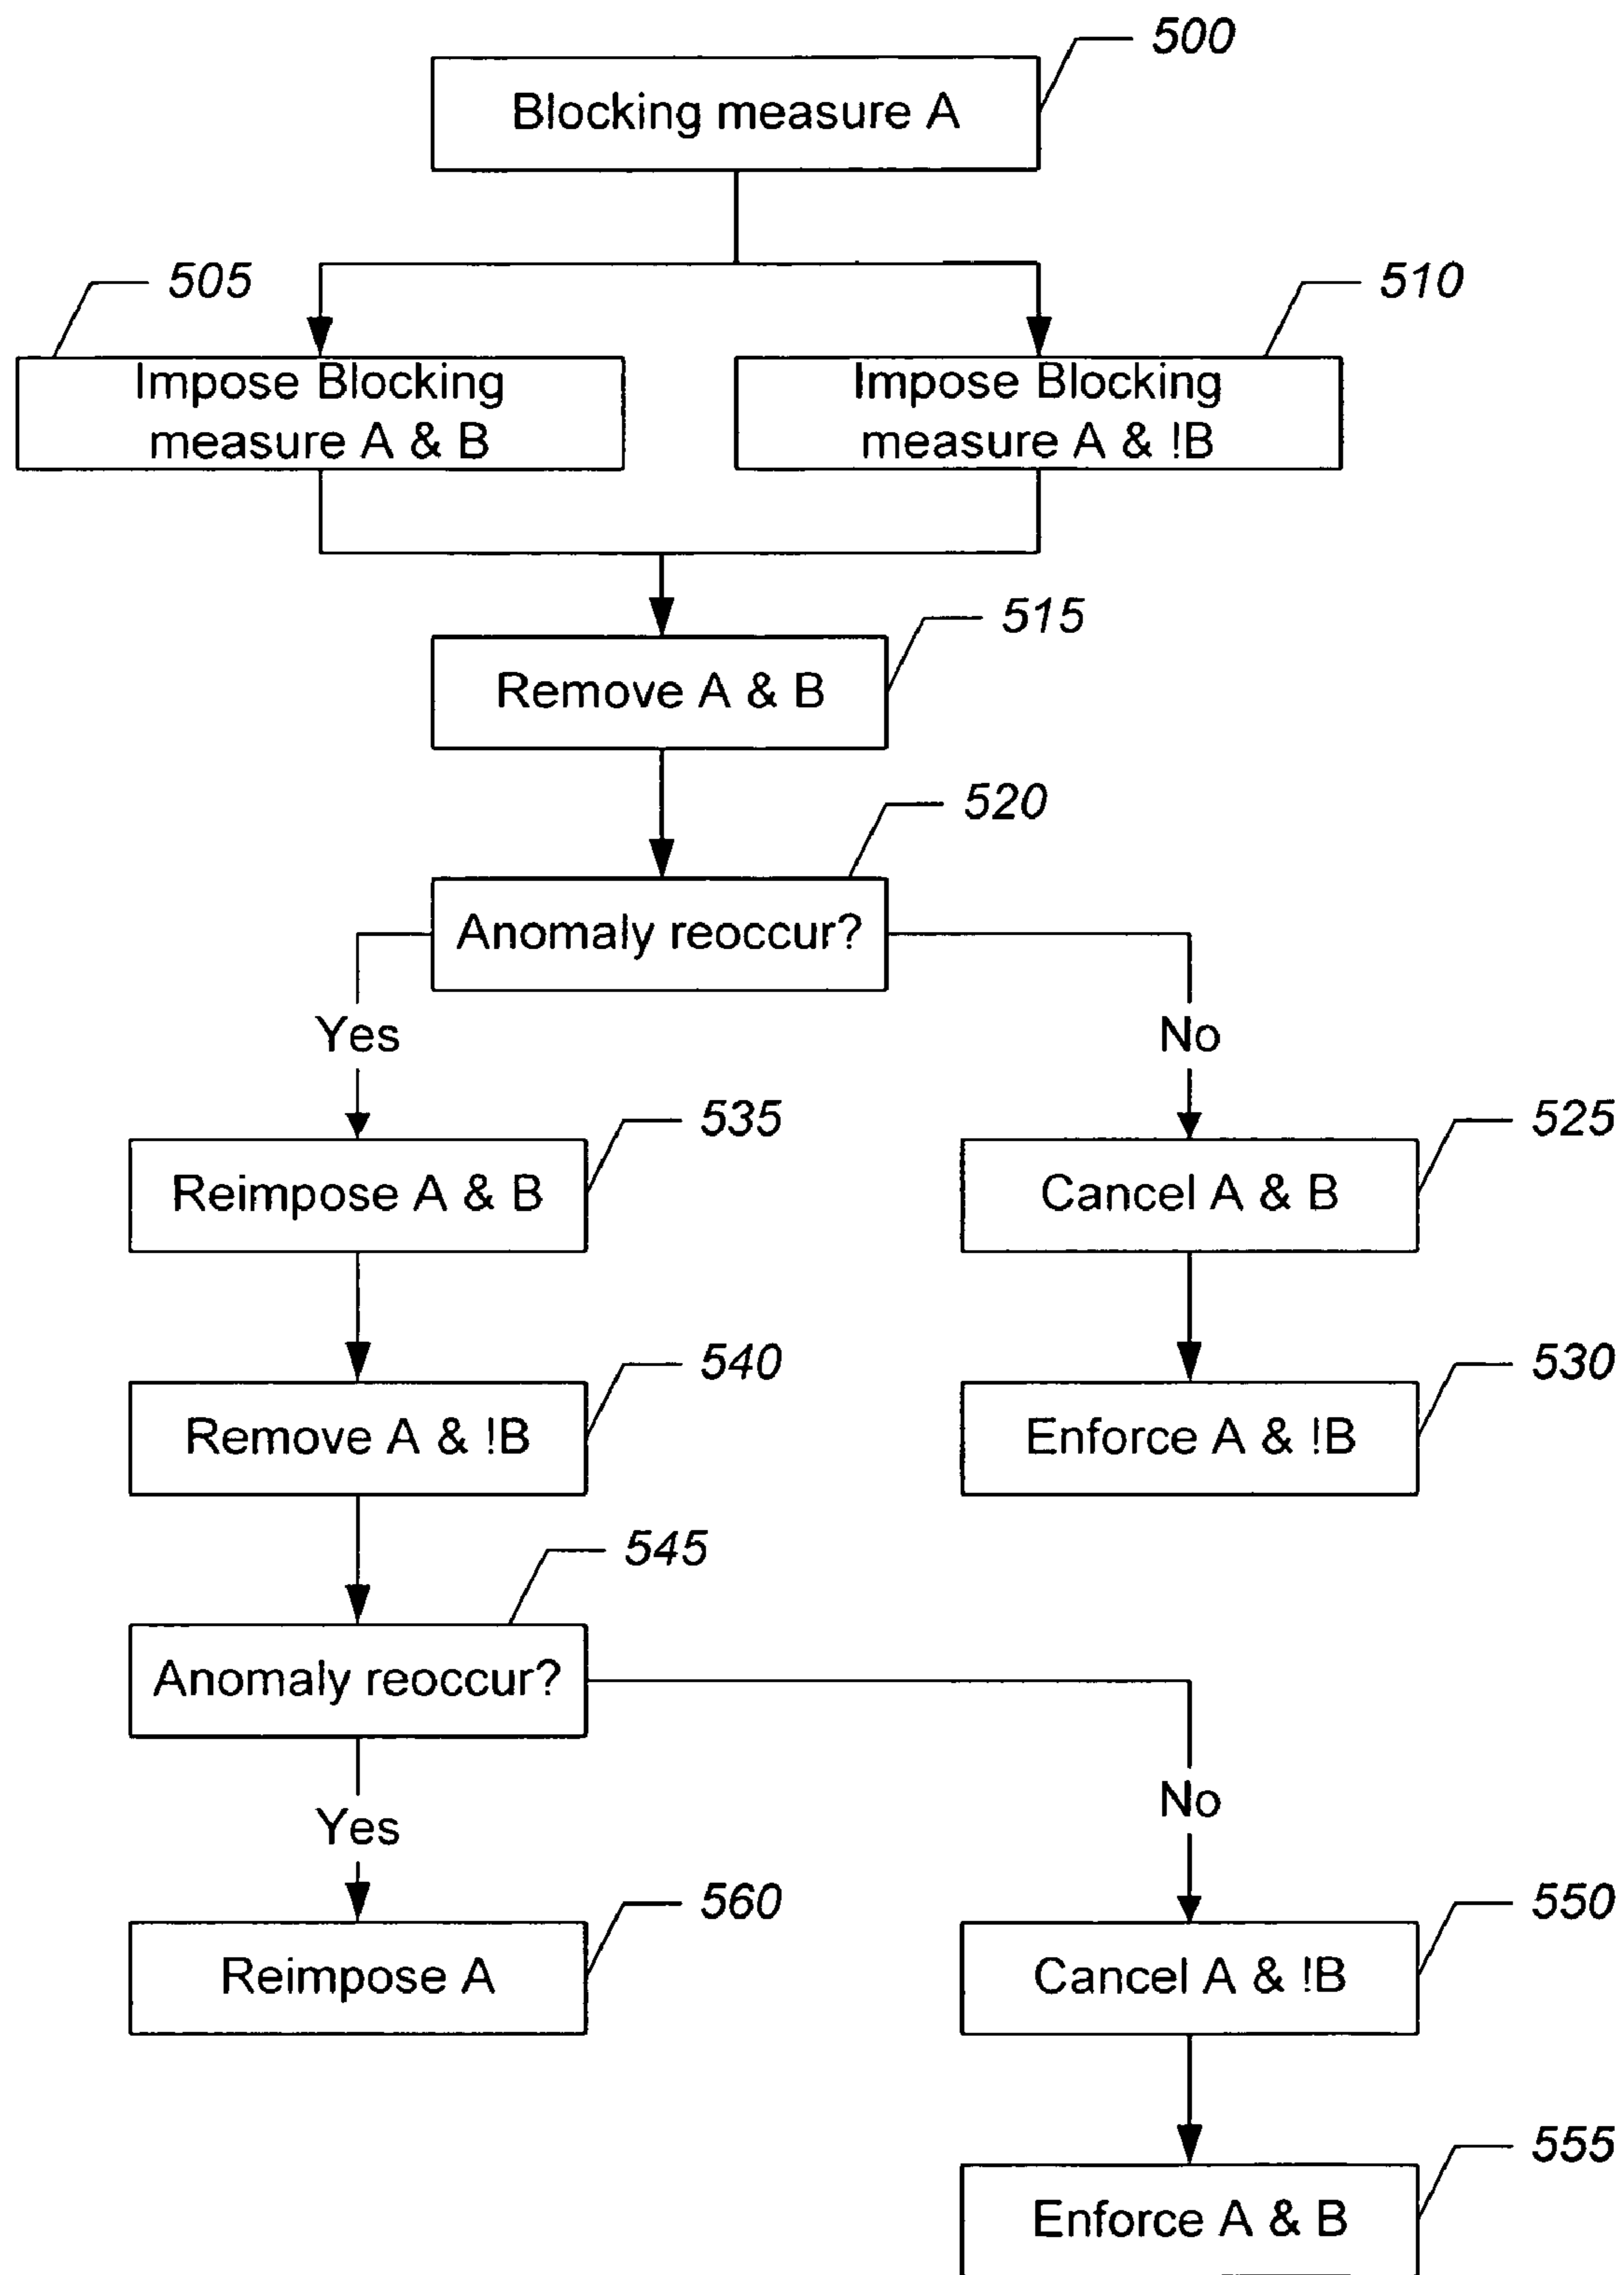 500
Blocking measure A
505
510
Impose Blocking
measure A & B
Impose Blocking
measure A & !B
515
Remove A & B
520
Anomaly reoccur?
Yes
No
535
525
Reimpose A & B
Cancel A & B
540
530
Remove A & !B
Enforce A & !B
545
Anomaly reoccur?
No
Yes
560
550
Reimpose A
Cancel A & !B
555
Enforce A & B